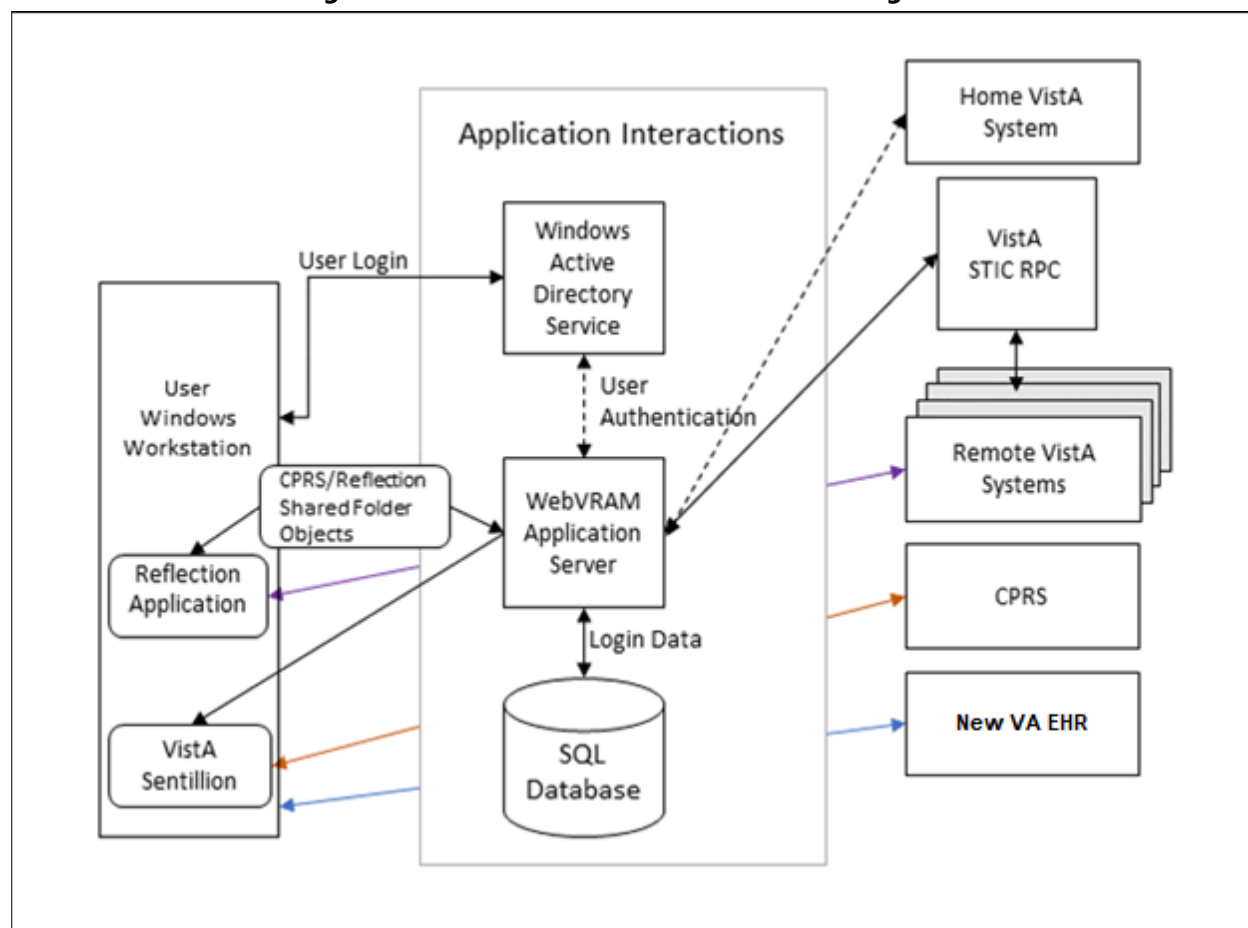 Application Interactions
Home VistA
System
Windows
Active
Directory
Service
VistA
STIC RPC
User Login
User
Windows
Workstation
User
Authentication
CPRS/Reflection
Shared Folder
Objects
WebVRAM
Application
Server
Remote VistA
Systems
Reflection
Application
CPRS
Login Data
VistA
Sentillion
SQL
Database
New VA EHR